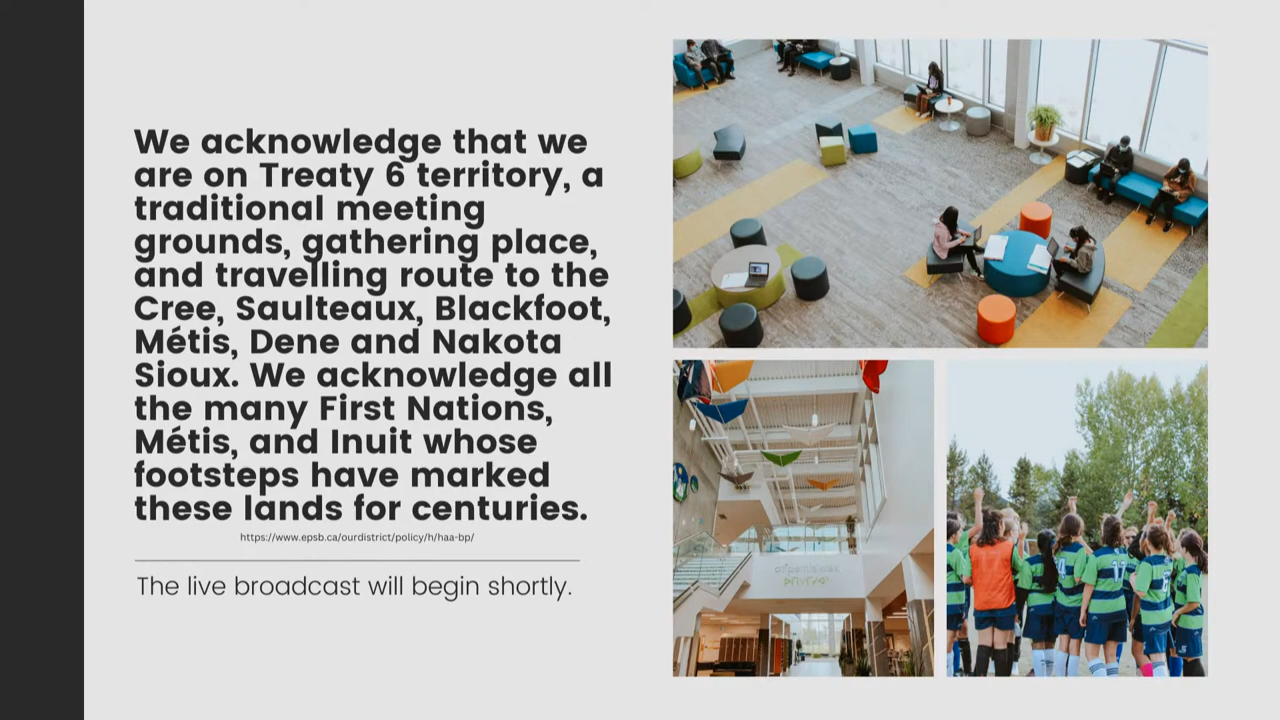 We acknowledge that we
are on Treaty 6 territory, a
traditional meeting
grounds, gathering place,
and travelling route to the
Cree, Saulteaux, Blackfoot,
Métis, Dene and Nakota
Sioux. We acknowledge all
the many First Nations,
Métis, and Inuit whose
footsteps have marked
these lands for centuries.
https://www.epsb.ca/ourdistrict/policy/h/haa-bp/
The live broadcast will begin shortly.